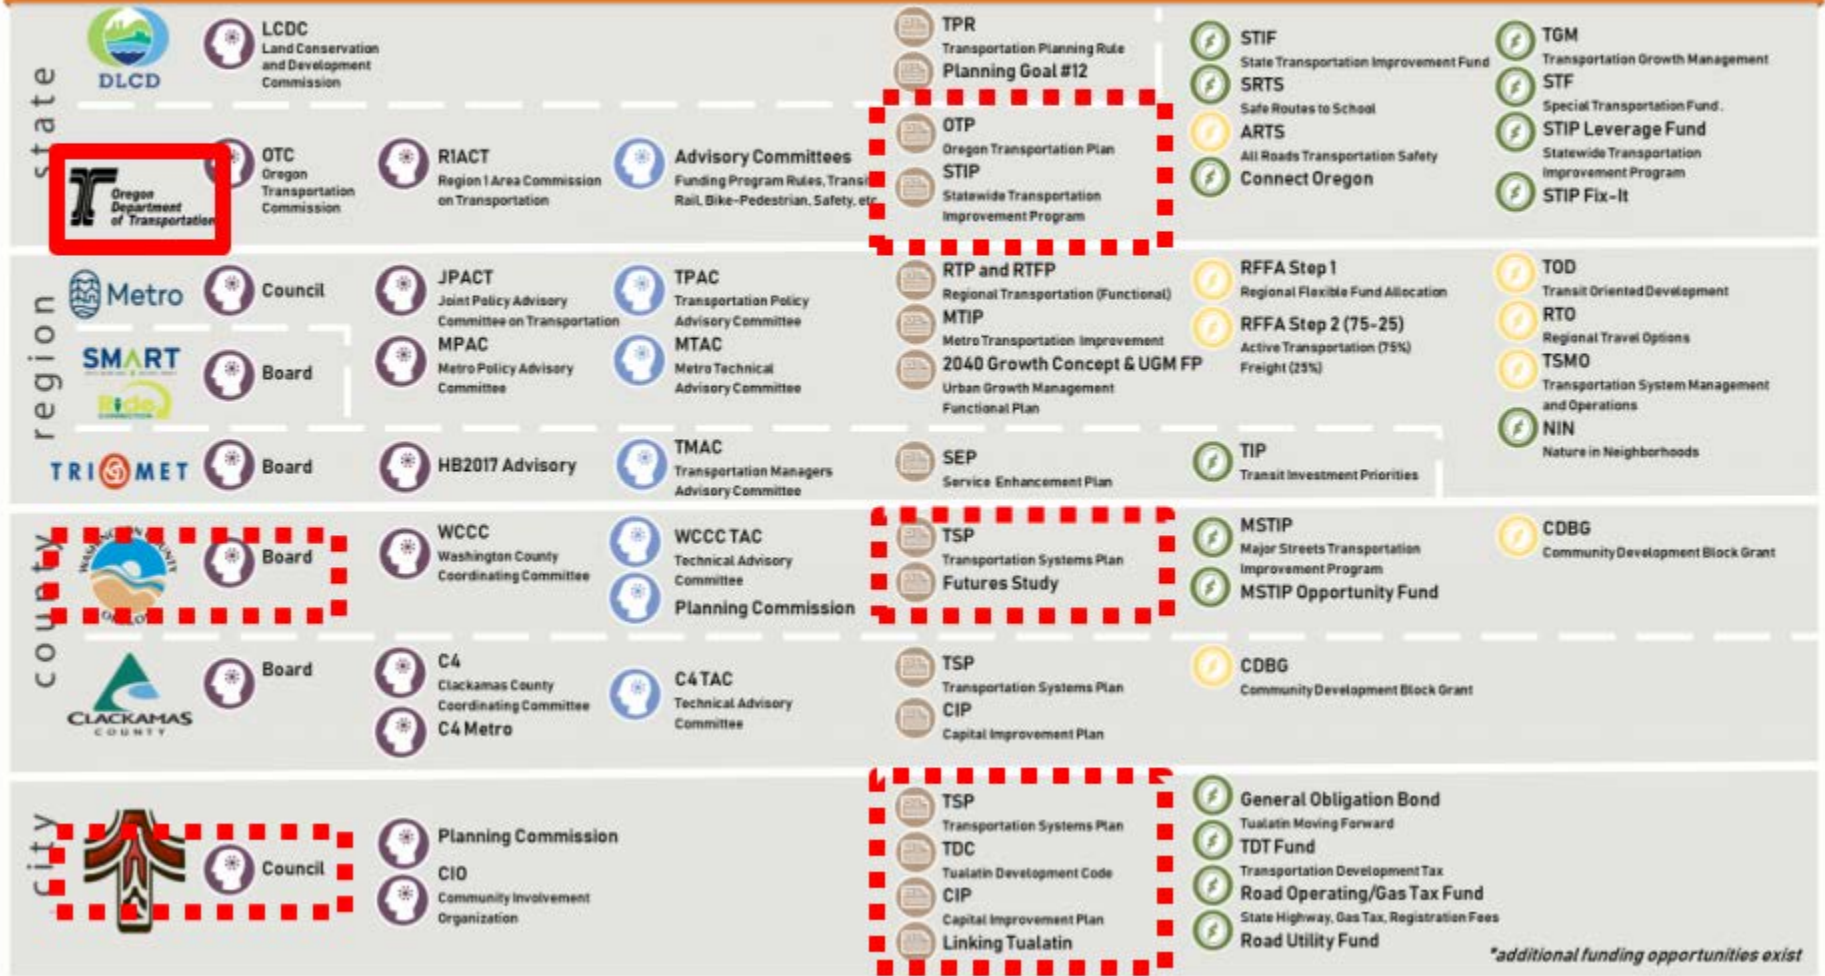 state
DLCD
LCDC
Land Conservation
and Development
Commission
TPR
Transportation Planning Rule
Planning Goal #12
STIF
State Transportation Improvement Fund
SRTS
Safe Routes to School
ARTS
All Roads Transportation Safety
Connect Oregon
TGM
Transportation Growth Management
STF
Special Transportation Fund.
STIP Leverage Fund
Statewide Transportation
Improvement Program
STIP Fix-It
Oregon
Department
of Transportation
OTC
Oregon
Transportation
Commission
R1ACT
Region 1 Area Commission
on Transportation
Advisory Committees
Funding Program Rules, Transit
Rail, Bike-Pedestrian, Safety, etc
OTP
Oregon Transportation Plan
STIP
Statewide Transportation
Improvement Program
region
Metro
Council
JPACT
Joint Policy Advisory
Committee on Transportation
MPAC
Metro Policy Advisory
Committee
TPAC
Transportation Policy
Advisory Committee
MTAC
Metro Technical
Advisory Committee
RTP and RTFP
Regional Transportation (Functional)
MTIP
Metro Transportation Improvement
2040 Growth Concept & UGM FP
Urban Growth Management
Functional Plan
RFFA Step 1
Regional Flexible Fund Allocation
RFFA Step 2 (75-25)
Active Transportation (75%)
Freight (25%)
TOD
Transit Oriented Development
RTO
Regional Travel Options
TSMO
Transportation System Management
and Operations
NIN
Nature in Neighborhoods
SMART
Ride
Board
TRIMET
Board
HB2017 Advisory
TMAC
Transportation Managers
Advisory Committee
SEP
Service Enhancement Plan
TIP
Transit Investment Priorities
county
Board
WCCC
Washington County
Coordinating Committee
WCCC TAC
Technical Advisory
Committee
Planning Commission
TSP
Transportation Systems Plan
Futures Study
MSTIP
Major Streets Transportation
Improvement Program
MSTIP Opportunity Fund
CDBG
Community Development Block Grant
CLACKAMAS
COUNTY
Board
C4
Clackamas County
Coordinating Committee
C4 Metro
C4 TAC
Technical Advisory
Committee
TSP
Transportation Systems Plan
CIP
Capital Improvement Plan
CDBG
Community Development Block Grant
city
Council
Planning Commission
CIO
Community Involvement
Organization
TSP
Transportation Systems Plan
TDC
Tualatin Development Code
CIP
Capital Improvement Plan
Linking Tualatin
General Obligation Bond
Tualatin Moving Forward
TDT Fund
Transportation Development Tax
Road Operating/Gas Tax Fund
State Highway, Gas Tax, Registration Fees
Road Utility Fund
*additional funding opportunities exist